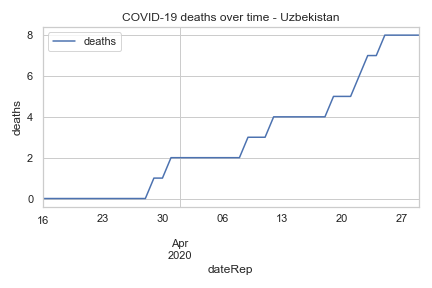 COVID-19 deaths over time - Uzbekistan
deaths
8
6
4
2
0
deaths
16 23 30 06 13 20 27
Apr
2020
dateRep